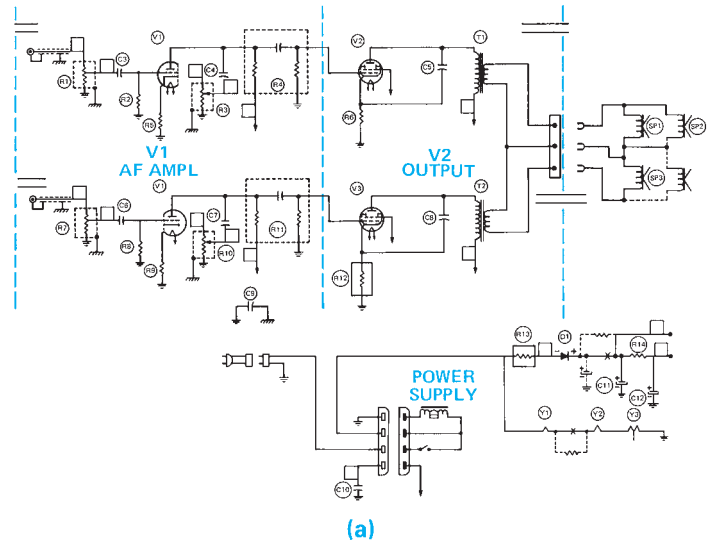 V1
V2
T1
C3
R1
C4
R4
C5
R2
R3
R5
R6
SP1
SP2
V1
AF AMPL
V2
OUTPUT
SP3
V1
V3
T2
C6
R7
C7
R11
C8
R8
R10
R9
R12
C9
R13
D1
R14
POWER
SUPPLY
C11
C12
Y1
Y2
Y3
C10
(a)